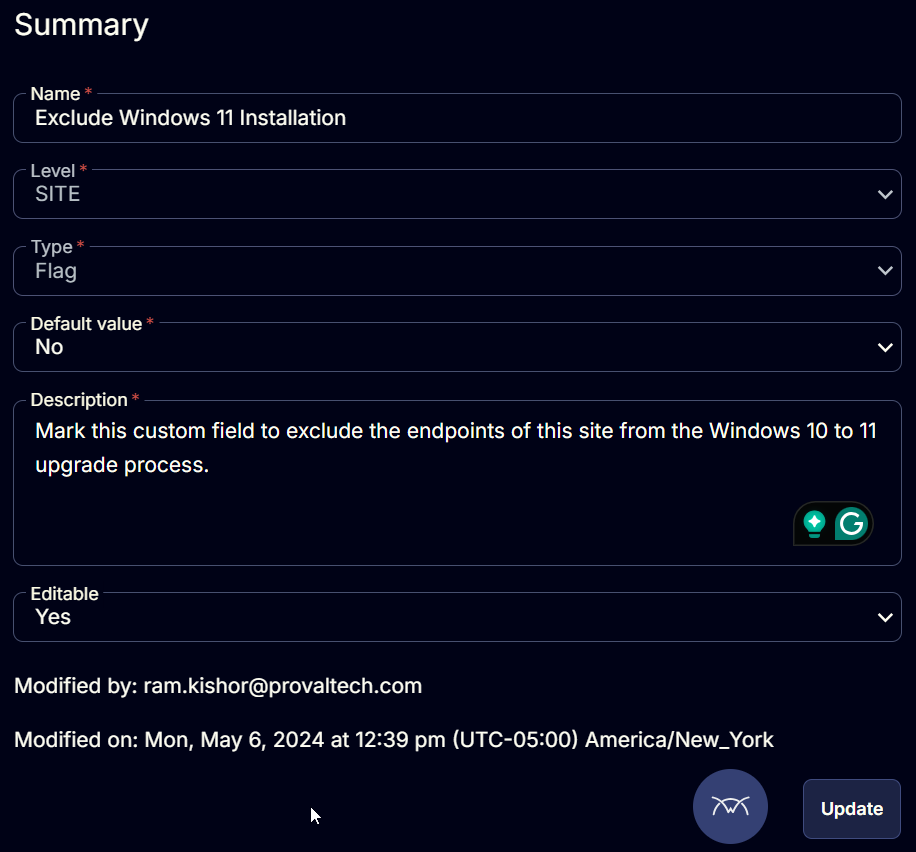 Summary
Name *
Exclude Windows 11 Installation
Level *
SITE
Type *
Flag
Default value *
No
Description *
Mark this custom field to exclude the endpoints of this site from the Windows 10 to 11
upgrade process.
G
Editable
Yes
Modified by: ram.kishor@provaltech.com
Modified on: Mon, May 6, 2024 at 12:39 pm (UTC-05:00) America/New_York
Update